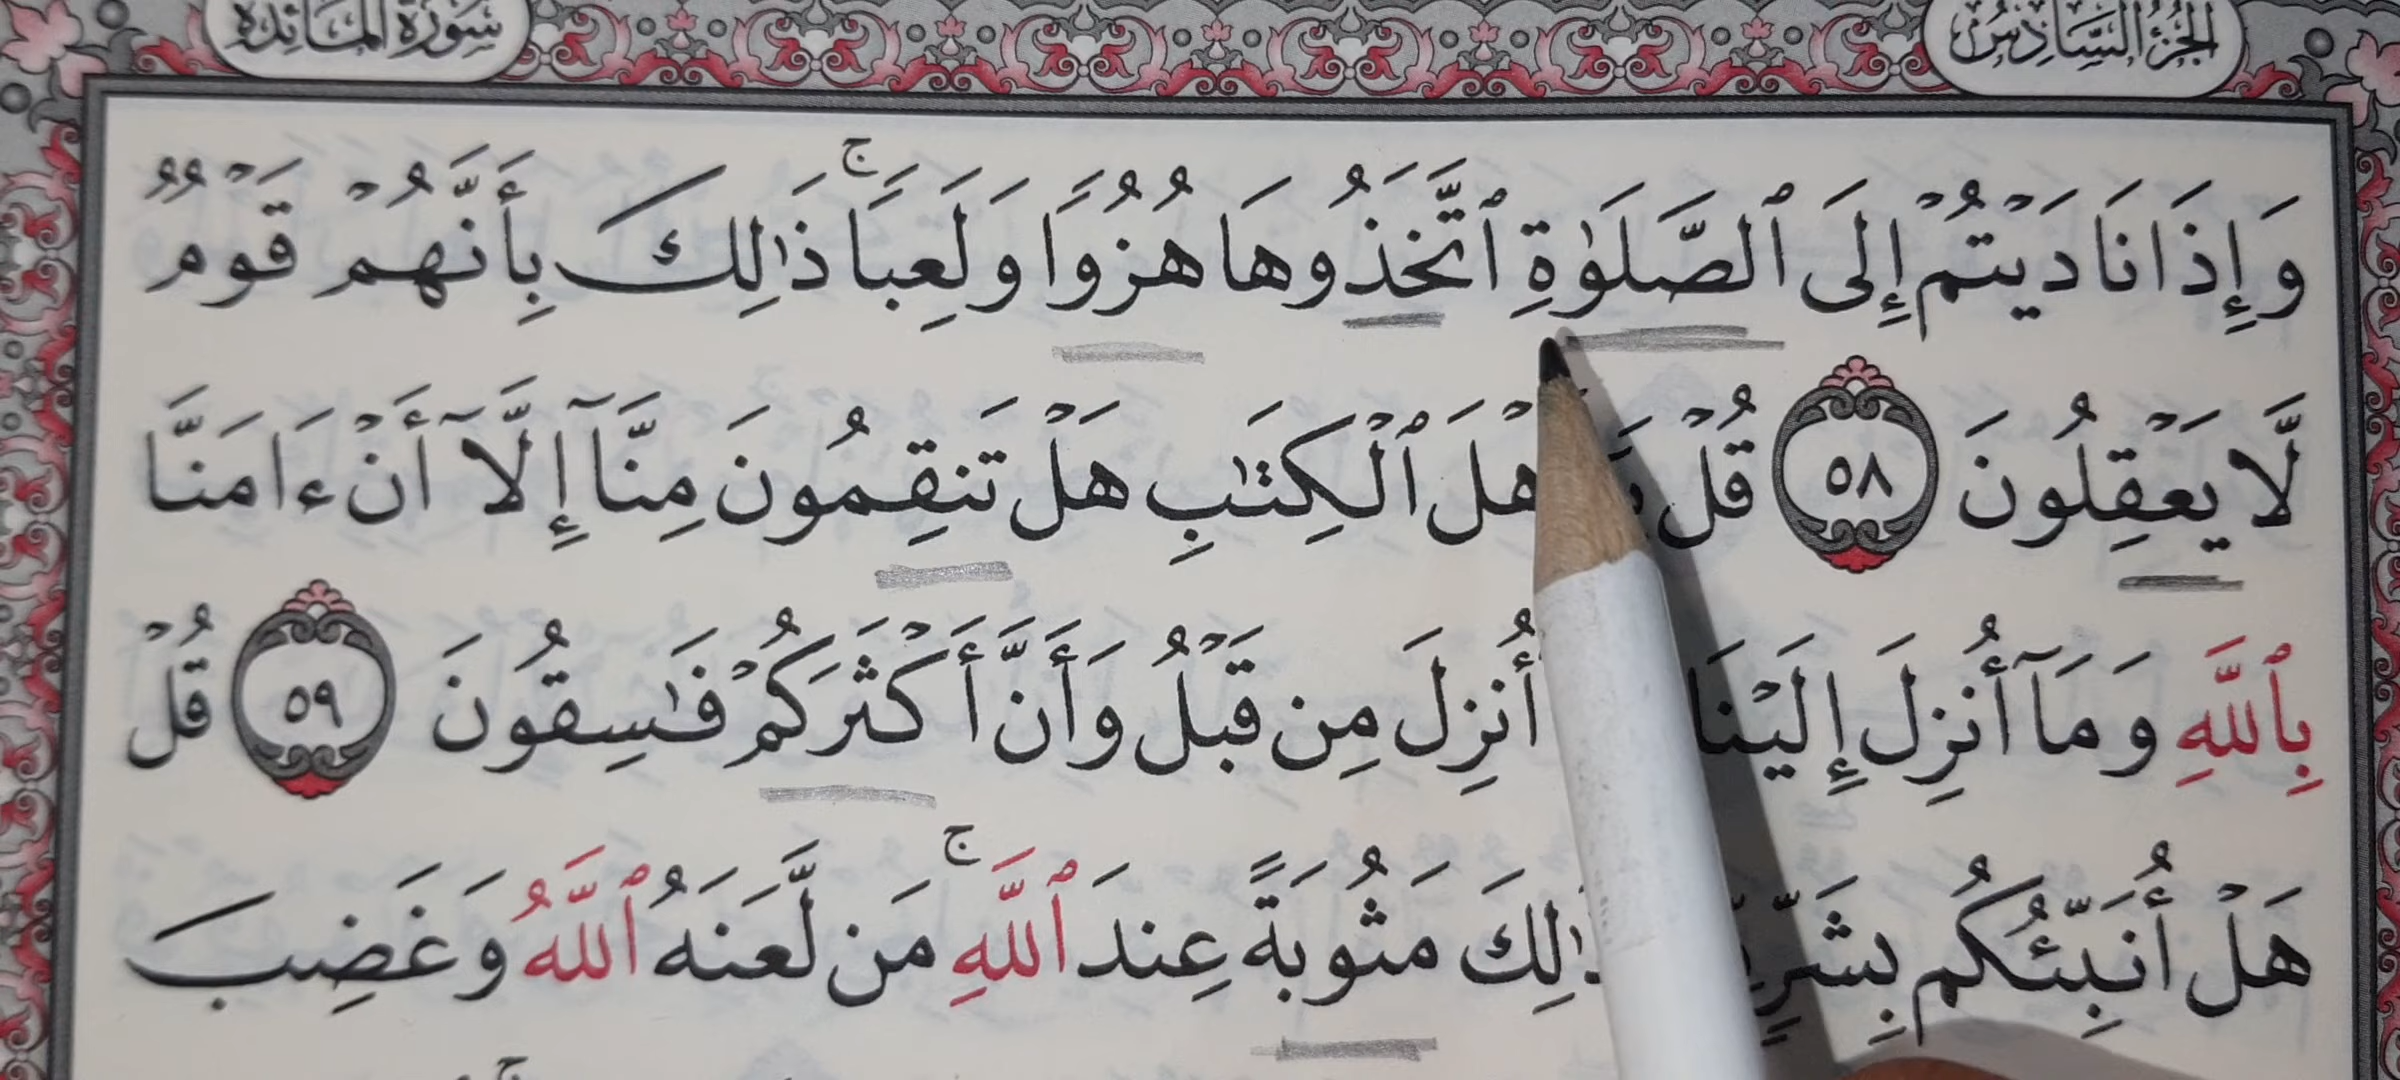 الجزء السادس
سورة المائدة
وَإِذَا نَادَيْتُمْ إِلَى ٱلصَّلَوٰةِ ٱتَّخَذُوهَا هُزُوًا وَلَعِبًا ۚ ذَٰلِكَ بِأَنَّهُمْ قَوْمٌ
لَّا يَعْقِلُونَ ٥٨ قُلْ هْلَ ٱلْكِتَٰبِ هَلْ تَنقِمُونَ مِنَّآ إِلَّآ أَنْ ءَامَنَّا
بِٱللَّهِ وَمَآ أُنزِلَ إِلَيْنَا أُنزِلَ مِن قَبْلُ وَأَنَّ أَكْثَرَكُمْ فَٰسِقُونَ ٥٩ قُلْ
هَلْ أُنَبِّئُكُم بِشَرٍّ ذَٰلِكَ مَثُوبَةً عِندَ ٱللَّهِ ۚ مَن لَّعَنَهُ ٱللَّهُ وَغَضِبَ